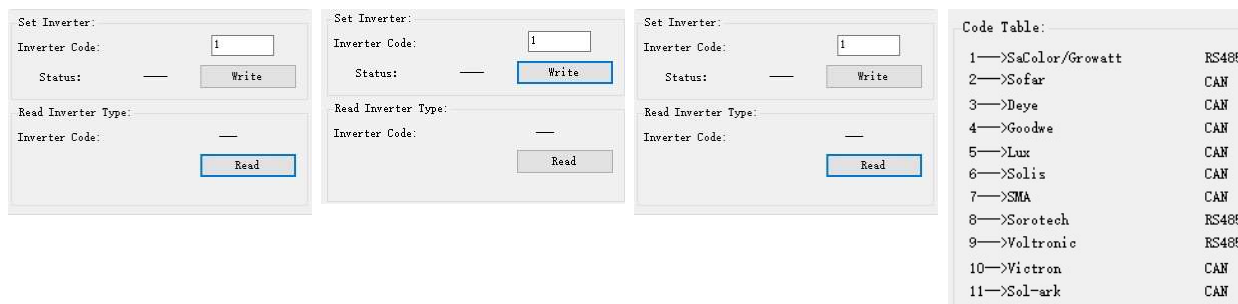 Set Inverter:
Inverter Code: 1
Status: —— Write
Read Inverter Type:
Inverter Code: ——
Read
Set Inverter:
Inverter Code: 1
Status: —— Write
Read Inverter Type:
Inverter Code: ——
Read
Set Inverter:
Inverter Code: 1
Status: —— Write
Read Inverter Type:
Inverter Code: ——
Read
Code Table:
1——>SaColor/Growatt RS485
2——>Sofar CAN
3——>Deye CAN
4——>Goodwe CAN
5——>Lux CAN
6——>Solis CAN
7——>SMA CAN
8——>Sorotech RS485
9——>Voltronic RS485
10——>Victron CAN
11——>Sol-ark CAN